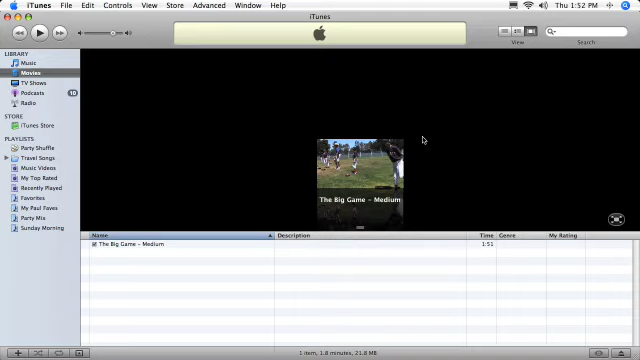 iTunes File Edit Controls View Store Advanced Window Help Thu 1:52 PM
iTunes
View Search
LIBRARY
Music
Movies
TV Shows
Podcasts 10
Radio
STORE
iTunes Store
PLAYLISTS
Party Shuffle
Travel Songs
Music Videos
My Top Rated
Recently Played
Favorites
My Paul Faves
Party Mix
Sunday Morning
The Big Game – Medium
Name Description Time Genre My Rating
The Big Game – Medium 1:51
1 item, 1.8 minutes, 21.8 MB